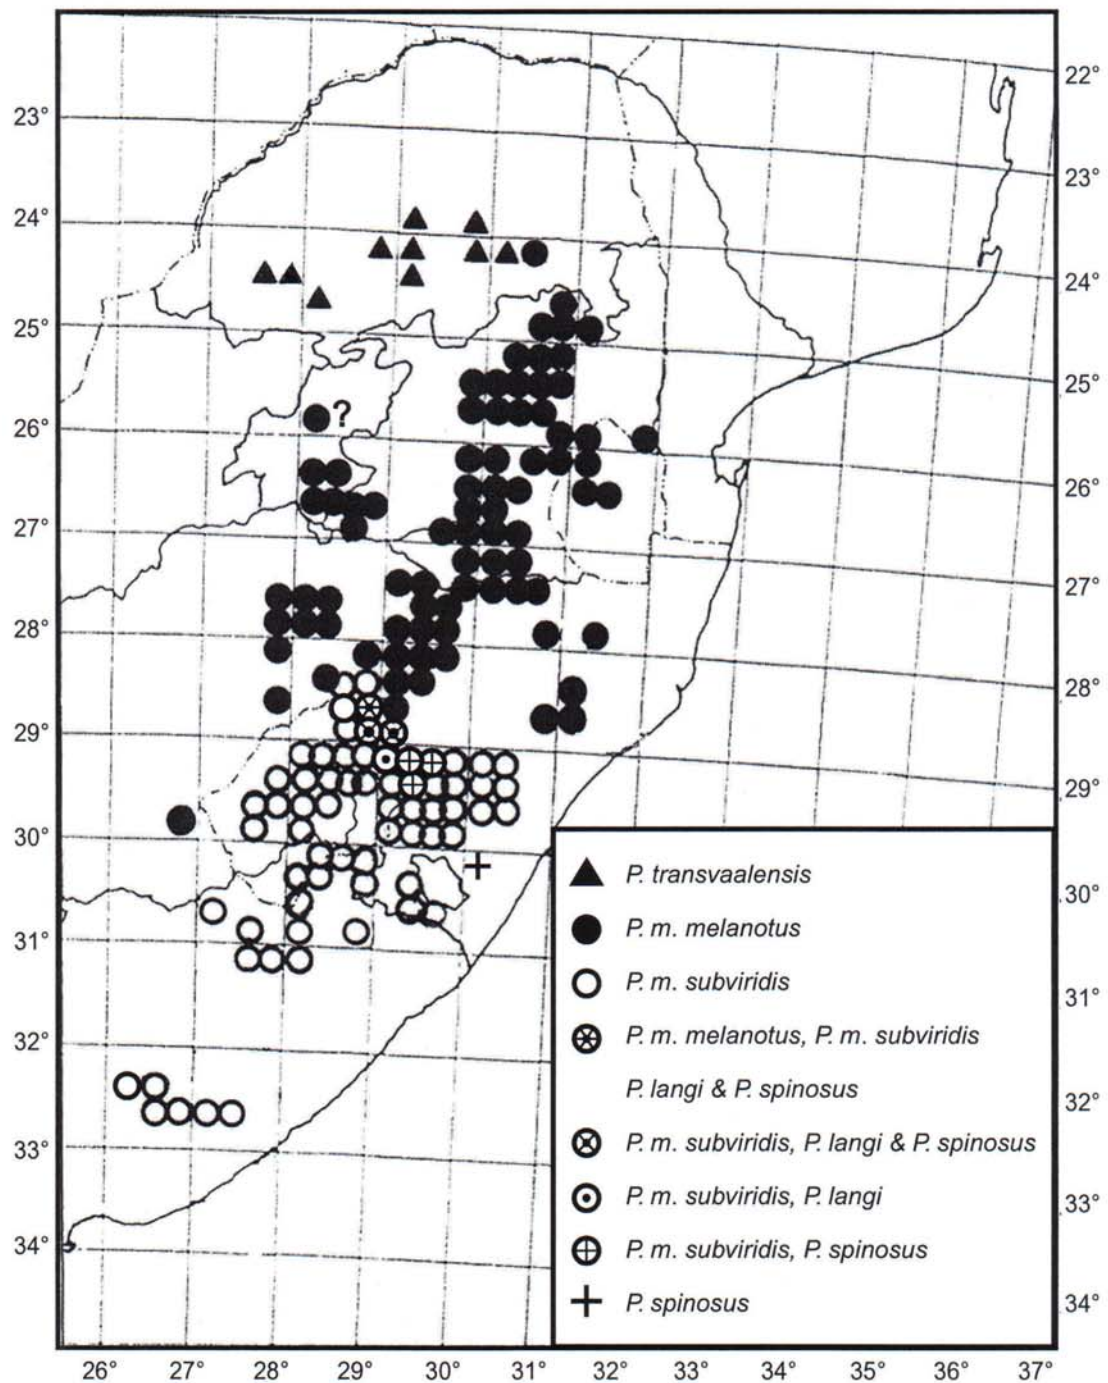 22°
23°
23°
24°
24°
25°
25°
?
26°
26°
27°
27°
28°
28°
29°
29°
30°
P. transvaalensis
30°
P. m. melanotus
31°
P. m. subviridis
31°
P. m. melanotus, P. m. subviridis
32°
P. langi & P. spinosus
32°
P. m. subviridis, P. langi & P. spinosus
33°
P. m. subviridis, P. langi
33°
P. m. subviridis, P. spinosus
34°
P. spinosus
34°
26° 27° 28° 29° 30° 31° 32° 33° 34° 35° 36° 37°